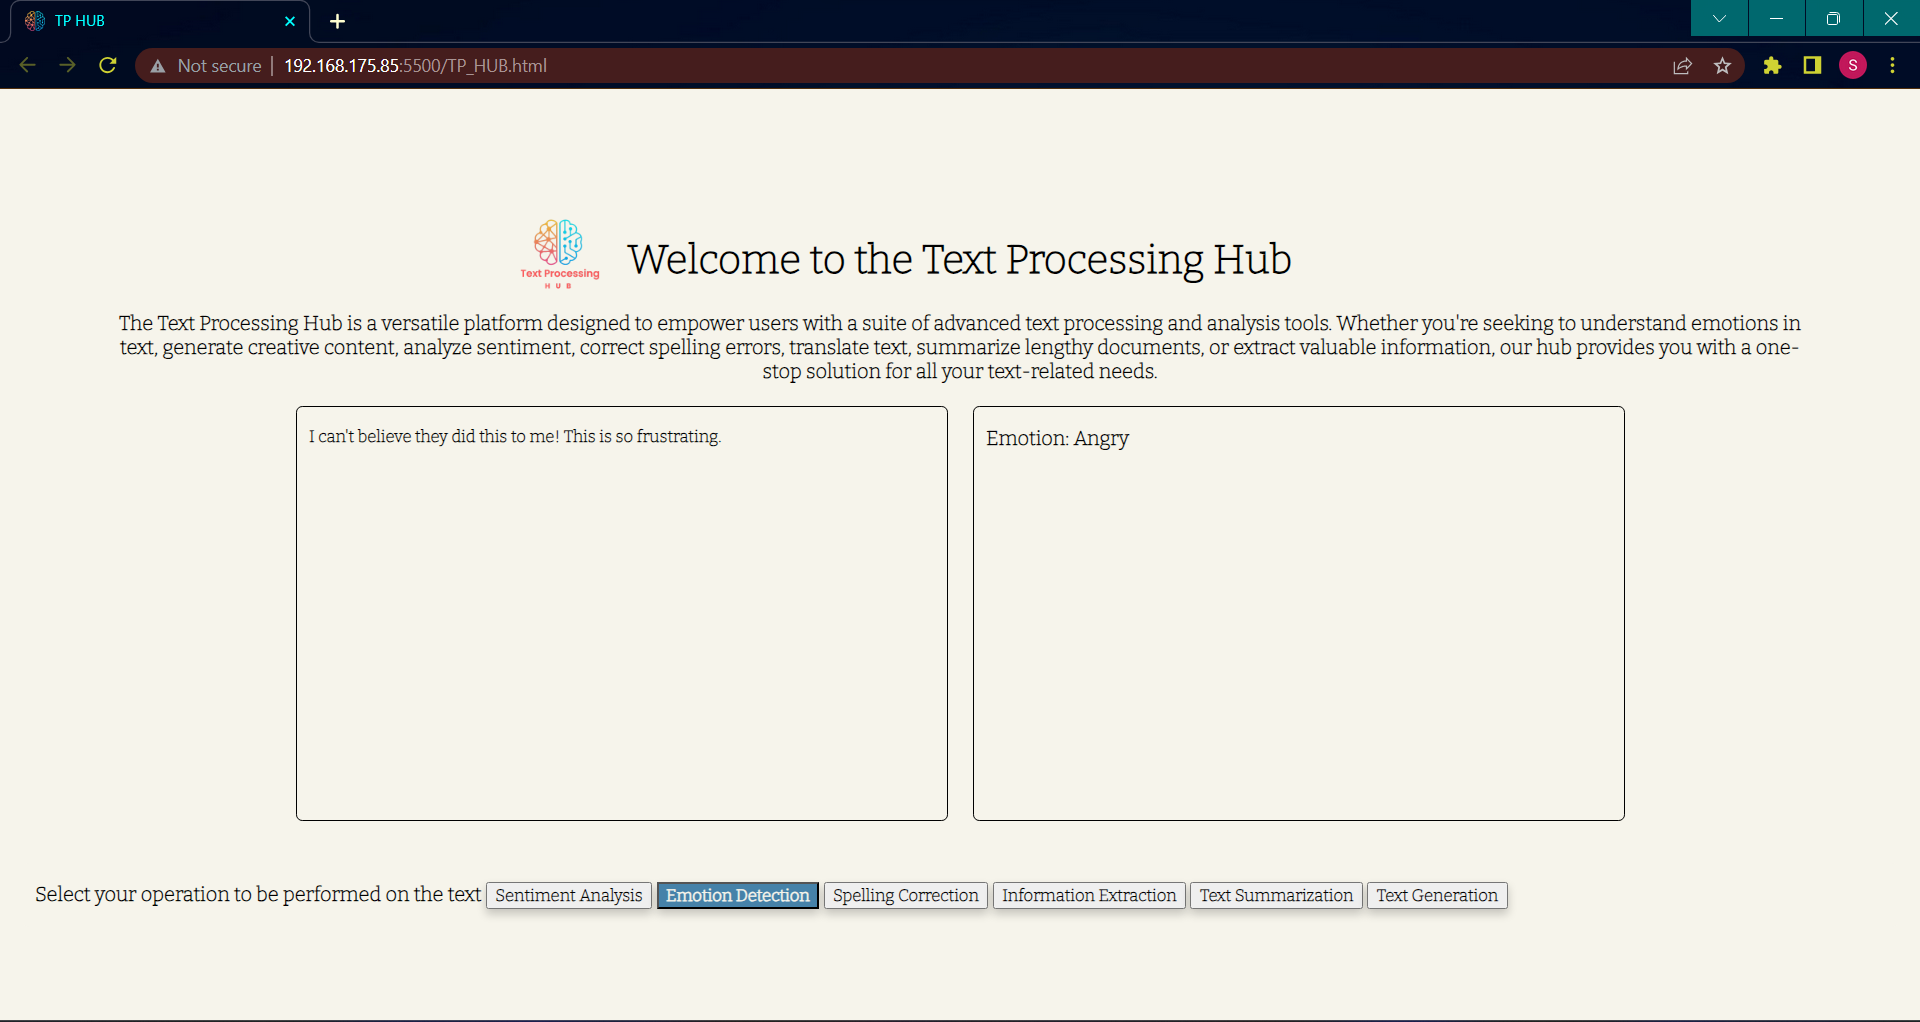 TP HUB
Not secure | 192.168.175.85:5500/TP_HUB.html
S
Text Processing
HUB
Welcome to the Text Processing Hub
The Text Processing Hub is a versatile platform designed to empower users with a suite of advanced text processing and analysis tools. Whether you're seeking to understand emotions in
text, generate creative content, analyze sentiment, correct spelling errors, translate text, summarize lengthy documents, or extract valuable information, our hub provides you with a one-
stop solution for all your text-related needs.
I can't believe they did this to me! This is so frustrating.
Emotion: Angry
Select your operation to be performed on the text Sentiment Analysis Emotion Detection Spelling Correction Information Extraction Text Summarization Text Generation